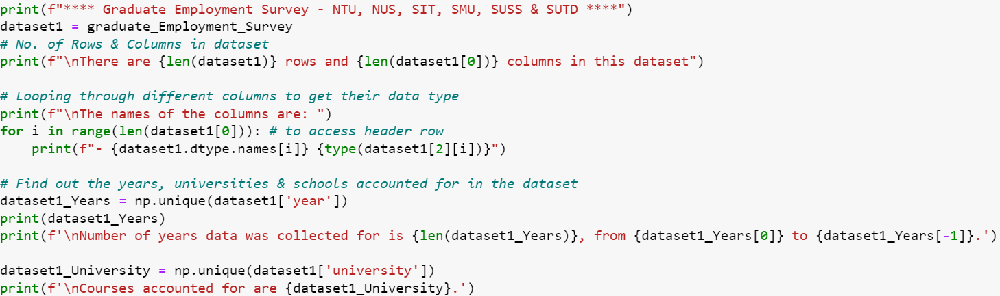 print(f"**** Graduate Employment Survey - NTU, NUS, SIT, SMU, SUSS & SUTD ****")
dataset1 = graduate_Employment_Survey
# No. of Rows & Columns in dataset
print(f"\nThere are {len(dataset1)} rows and {len(dataset1[0])} columns in this dataset")

# Looping through different columns to get their data type
print(f"\nThe names of the columns are: ")
for i in range(len(dataset1[0])): # to access header row
    print(f"- {dataset1.dtype.names[i]} {type(dataset1[2][i])}")

# Find out the years, universities & schools accounted for in the dataset
dataset1_Years = np.unique(dataset1['year'])
print(dataset1_Years)
print(f'\nNumber of years data was collected for is {len(dataset1_Years)}, from {dataset1_Years[0]} to {dataset1_Years[-1]}.')

dataset1_University = np.unique(dataset1['university'])
print(f'\nCourses accounted for are {dataset1_University}.')